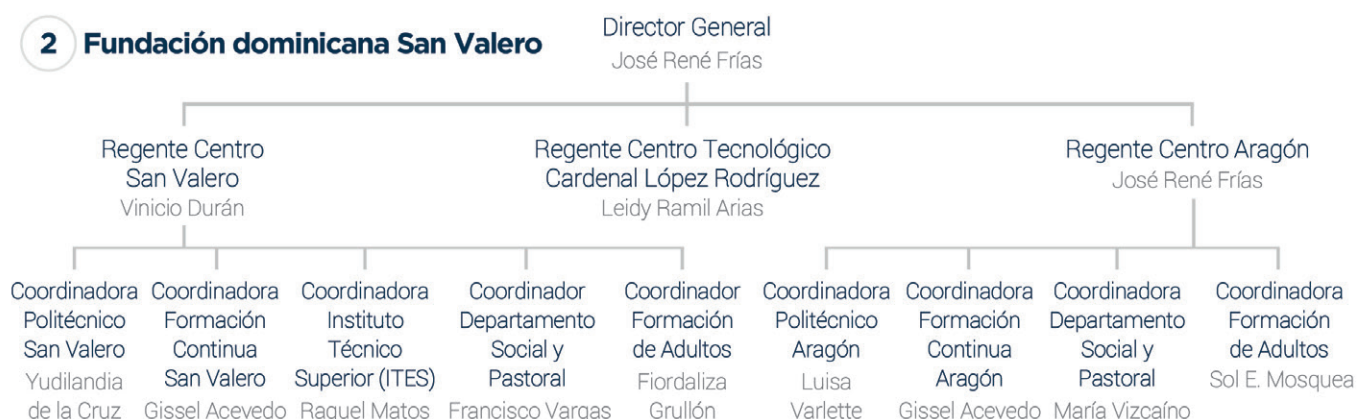 2 Fundación dominicana San Valero
Director General
José René Frías
Regente Centro
San Valero
Vinicio Durán
Regente Centro Tecnológico
Cardenal López Rodríguez
Leidy Ramil Arias
Regente Centro Aragón
José René Frías
Coordinadora
Politécnico
San Valero
Yudilandia
de la Cruz
Coordinadora
Formación
Continua
San Valero
Gissel Acevedo
Coordinadora
Instituto
Técnico
Superior (ITES)
Raquel Matos
Coordinador
Departamento
Social y
Pastoral
Francisco Vargas
Coordinador
Formación
de Adultos
Fiordaliza
Grullón
Coordinadora
Politécnico
Aragón
Luisa
Varlette
Coordinadora
Formación
Continua
Aragón
Gissel Acevedo
Coordinadora
Departamento
Social y
Pastoral
María Vizcaíno
Coordinadora
Formación
de Adultos
Sol E. Mosquea